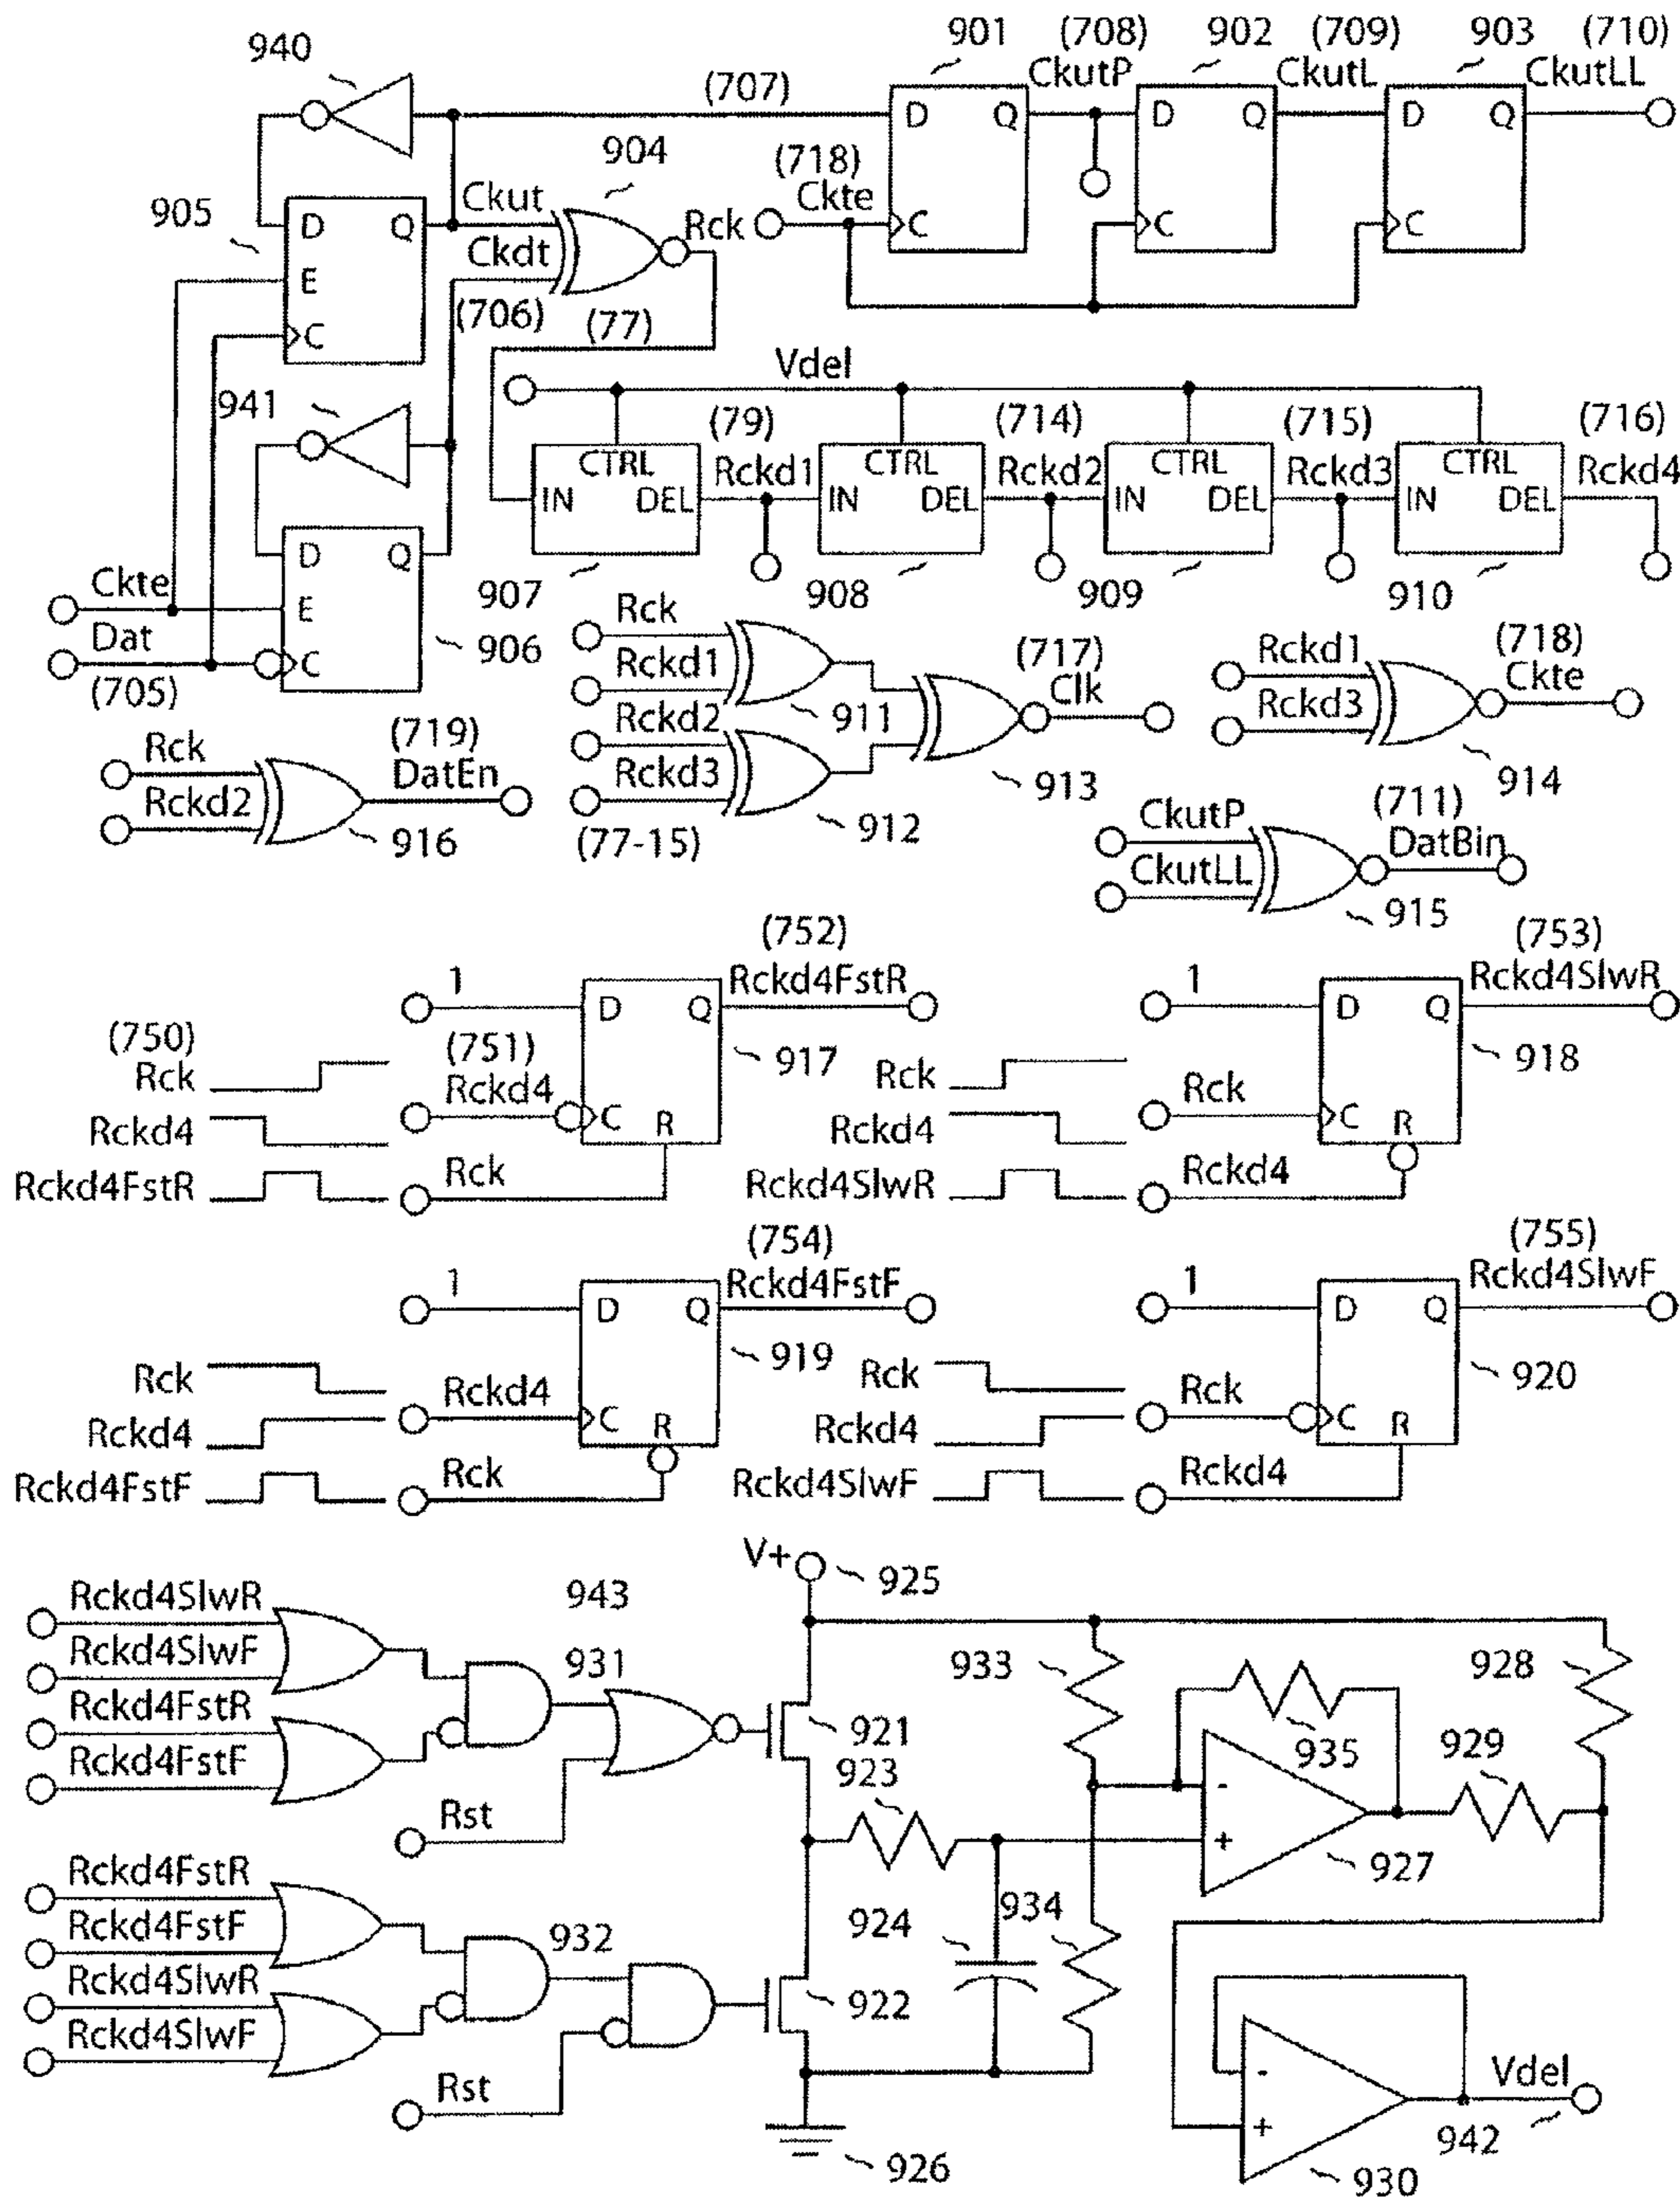 940
901
(708)
902
(709)
903
(710)
CkutP
CkutL
CkutLL
(707)
D
Q
D
Q
D
Q
904
(718)
Ckte
905
D
Q
Ckut
Rck
C
C
C
E
Ckdt
(706)
(77)
C
Vdel
941
(79)
(714)
(715)
(716)
CTRL
Rckd1
CTRL
Rckd2
CTRL
Rckd3
CTRL
Rckd4
IN
DEL
IN
DEL
IN
DEL
IN
DEL
D
Q
Ckte
E
907
908
909
910
Dat
C
906
(705)
Rck
Rckd1
Rckd2
Rckd3
(77-15)
911
912
(717)
Clk
913
Rckd1
Rckd3
(718)
Ckte
914
Rck
Rckd2
(719)
DatEn
916
CkutP
CkutLL
(711)
DatBin
915
(752)
1
D
Q
Rckd4FstR
(750)
Rck
(751)
Rckd4
917
Rckd4
C
R
Rckd4FstR
Rck
(753)
1
D
Q
Rckd4SlwR
Rck
918
Rck
Rckd4
C
R
Rckd4SlwR
Rckd4
(754)
1
D
Q
Rckd4FstF
919
Rck
Rckd4
Rckd4
C
R
Rckd4FstF
Rck
(755)
1
D
Q
Rckd4SlwF
Rck
Rck
920
Rckd4
C
R
Rckd4SlwF
Rckd4
V+
925
Rckd4SlwR
943
Rckd4SlwF
931
933
928
Rckd4FstR
921
935
929
Rckd4FstF
923
-
Rst
+
927
Rckd4FstR
Rckd4FstF
932
924
934
Rckd4SlwR
922
Rckd4SlwF
-
Vdel
Rst
+
942
926
930